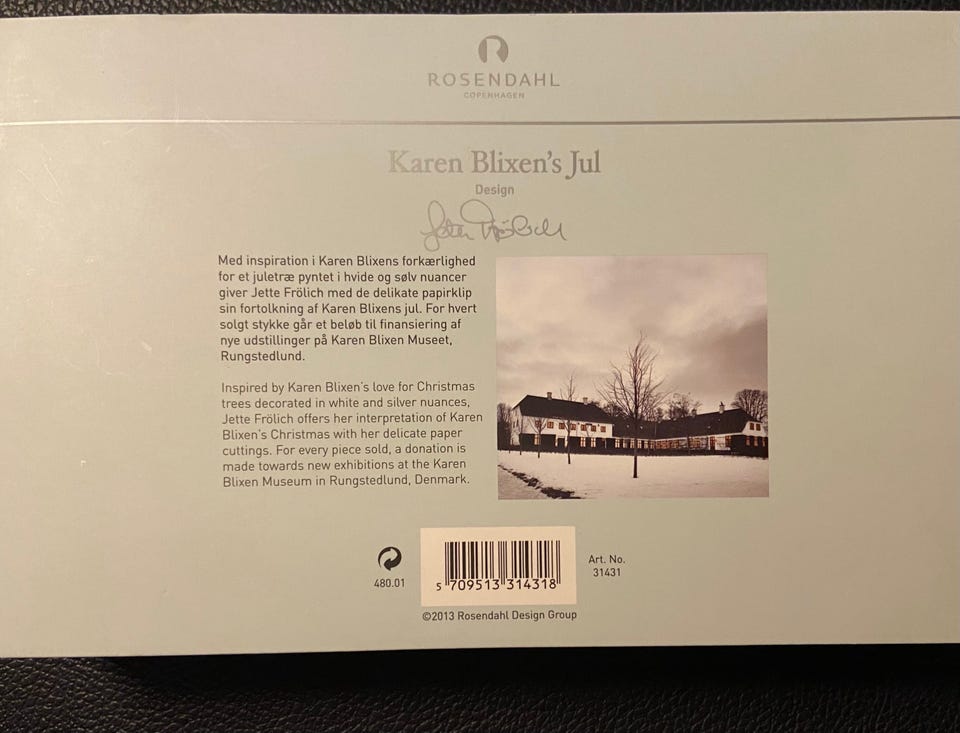 ROSENDAHL
COPENHAGEN
Karen Blixen's Jul
Design
Jette Frölich
Med inspiration i Karen Blixens forkærlighed
for et juletræ pyntet i hvide og sølv nuancer
giver Jette Frölich med de delikate papirklip
sin fortolkning af Karen Blixens jul. For hvert
solgt stykke går et beløb til finansiering af
nye udstillinger på Karen Blixen Museet,
Rungstedlund.
Inspired by Karen Blixen's love for Christmas
trees decorated in white and silver nuances,
Jette Frölich offers her interpretation of Karen
Blixen's Christmas with her delicate paper
cuttings. For every piece sold, a donation is
made towards new exhibitions at the Karen
Blixen Museum in Rungstedlund, Denmark.
480.01
5 709513 314318
Art. No.
31431
©2013 Rosendahl Design Group